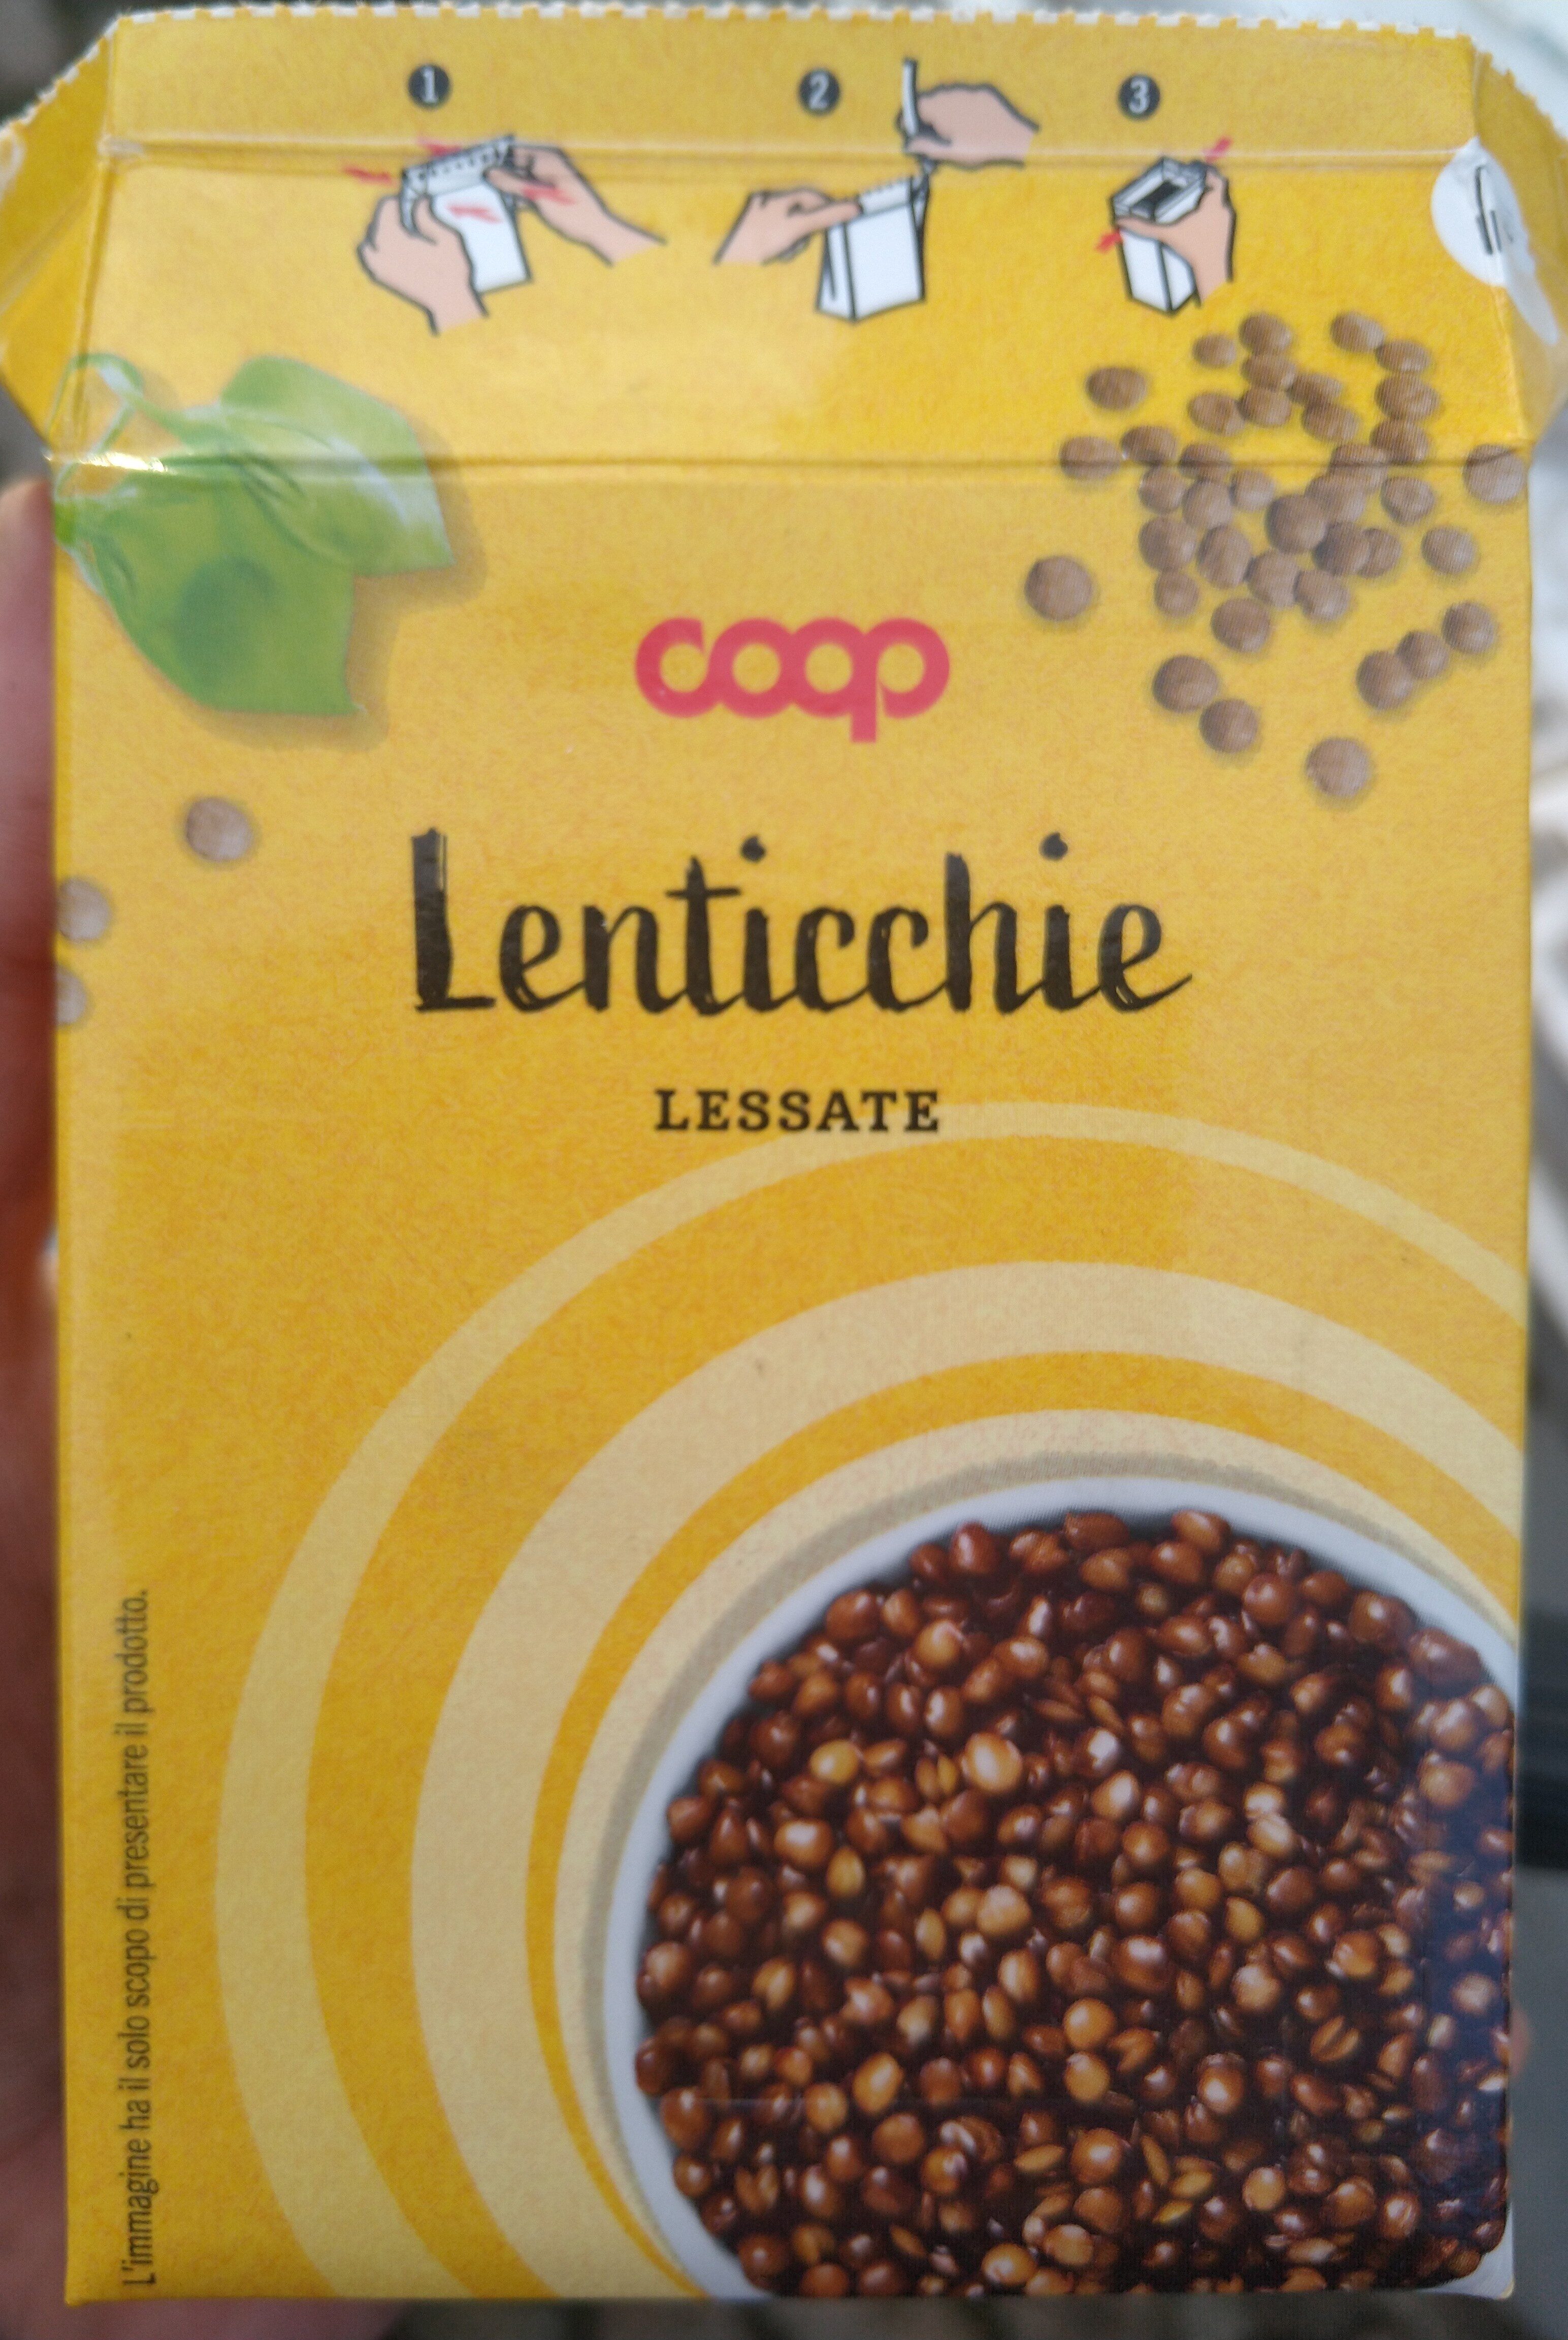 1 2 3
coop
Lenticchie
LESSATE
L'immagine ha il solo scopo di presentare il prodotto.